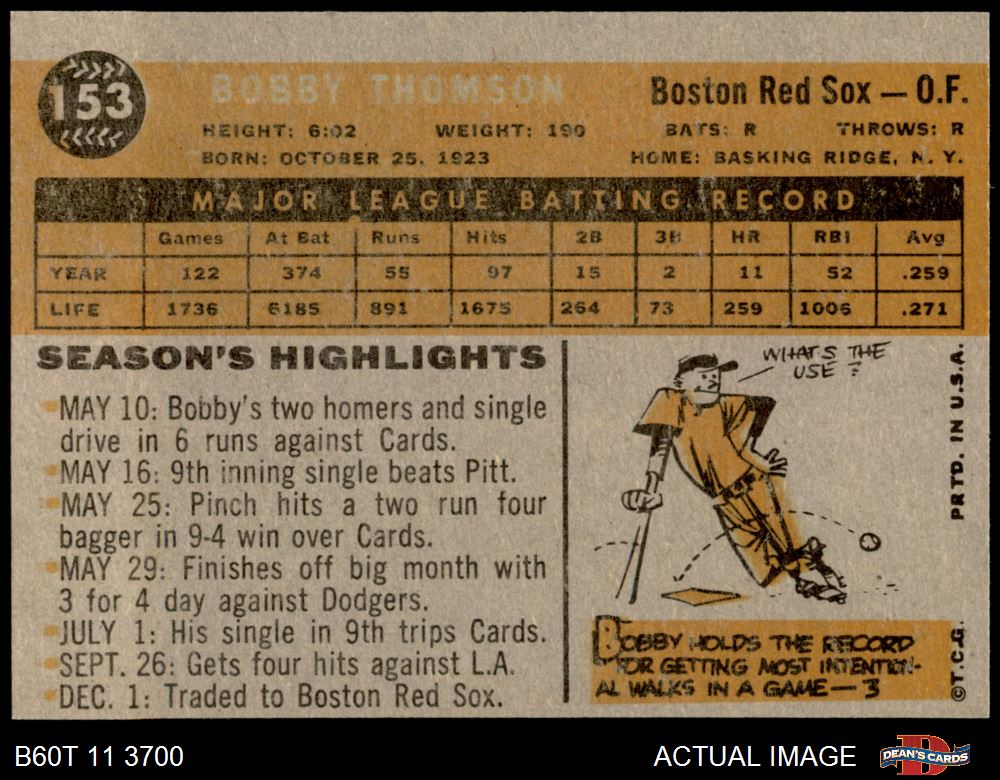 153
BOBBY THOMSON
Boston Red Sox — O.F.
HEIGHT: 6:02 WEIGHT: 190 BATS: R THROWS: R
BORN: OCTOBER 25, 1923 HOME: BASKING RIDGE, N. Y.
MAJOR LEAGUE BATTING RECORD
Games At Bat Runs Hits 2B 3B HR RBI Avg
YEAR 122 374 55 97 15 2 11 52 .259
LIFE 1736 6185 891 1675 264 73 259 1006 .271
SEASON'S HIGHLIGHTS
MAY 10: Bobby's two homers and single
drive in 6 runs against Cards.
MAY 16: 9th inning single beats Pitt.
MAY 25: Pinch hits a two run four
bagger in 9-4 win over Cards.
MAY 29: Finishes off big month with
3 for 4 day against Dodgers.
JULY 1: His single in 9th trips Cards.
SEPT. 26: Gets four hits against L.A.
DEC. 1: Traded to Boston Red Sox.
WHAT'S THE
USE ?
BOBBY HOLDS THE RECORD
FOR GETTING MOST INTENTION-
AL WALKS IN A GAME — 3
PRT'D. IN U.S.A.
©T.C.G.
B60T 11 3700
ACTUAL IMAGE
DEAN'S CARDS